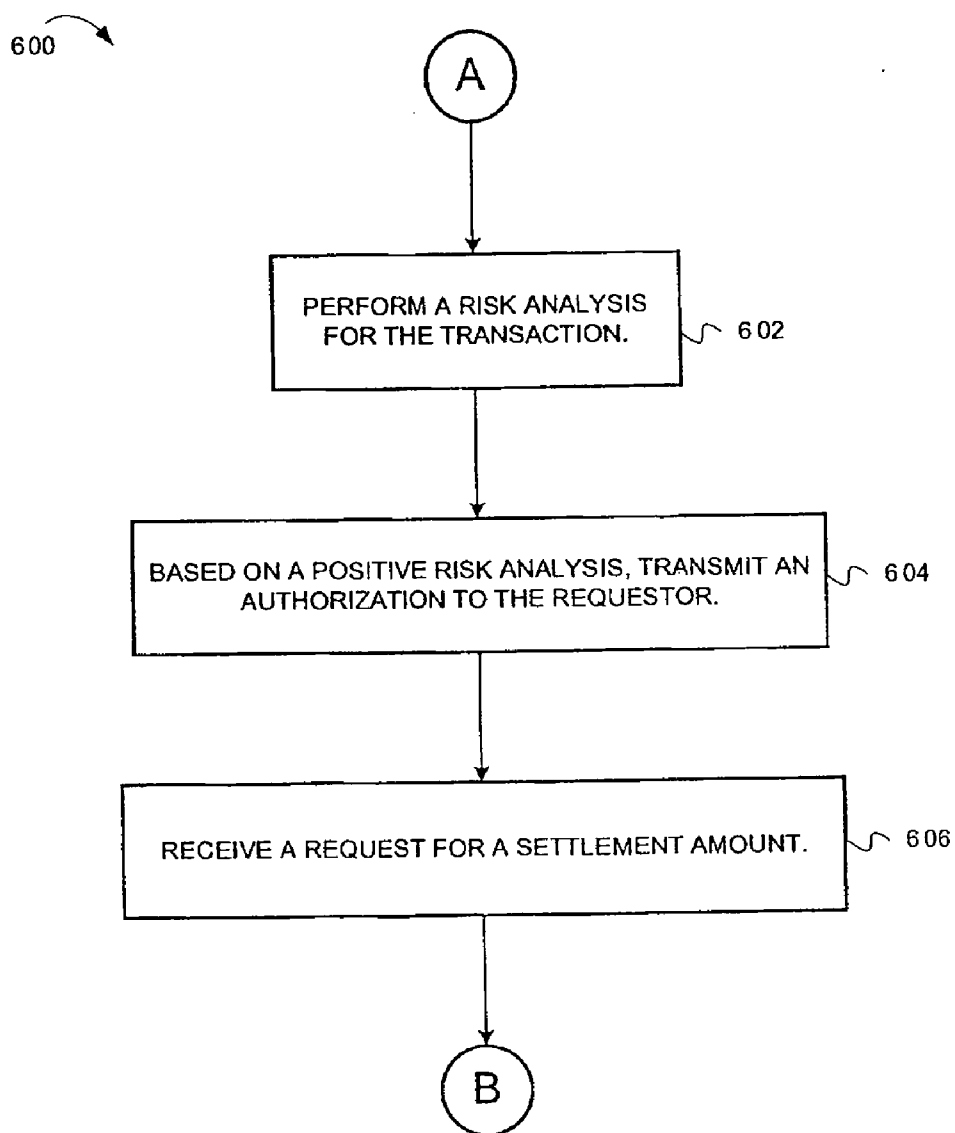 600
A
PERFORM A RISK ANALYSIS
FOR THE TRANSACTION.
602
BASED ON A POSITIVE RISK ANALYSIS, TRANSMIT AN
AUTHORIZATION TO THE REQUESTOR.
604
RECEIVE A REQUEST FOR A SETTLEMENT AMOUNT.
606
B